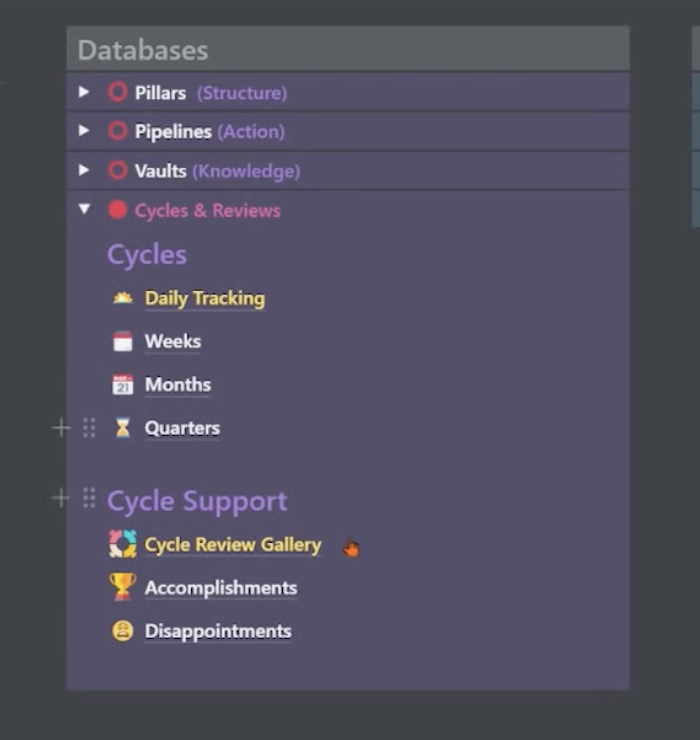 Databases
Pillars (Structure)
Pipelines (Action)
Vaults (Knowledge)
Cycles & Reviews
Cycles
Daily Tracking
Weeks
Months
Quarters
Cycle Support
Cycle Review Gallery
Accomplishments
Disappointments